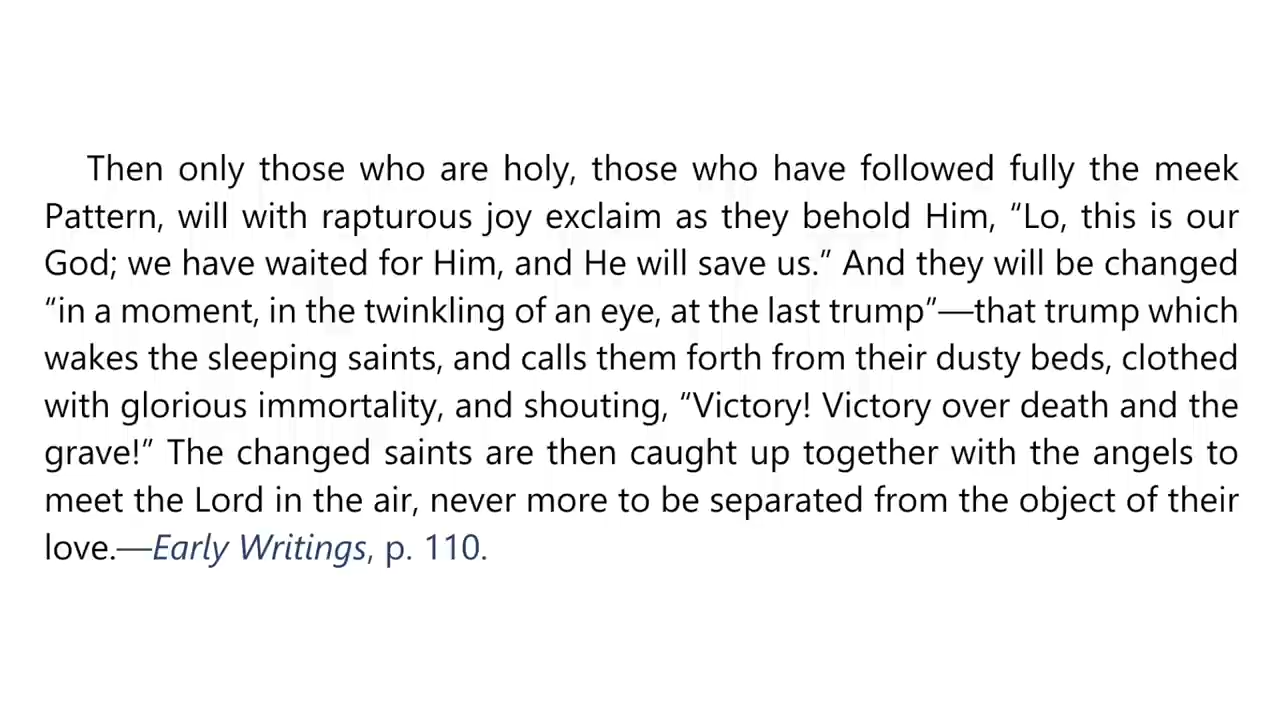 Then only those who are holy, those who have followed fully the meek
Pattern, will with rapturous joy exclaim as they behold Him, “Lo, this is our
God; we have waited for Him, and He will save us.” And they will be changed
“in a moment, in the twinkling of an eye, at the last trump”—that trump which
wakes the sleeping saints, and calls them forth from their dusty beds, clothed
with glorious immortality, and shouting, “Victory! Victory over death and the
grave!” The changed saints are then caught up together with the angels to
meet the Lord in the air, never more to be separated from the object of their
love.—Early Writings, p. 110.